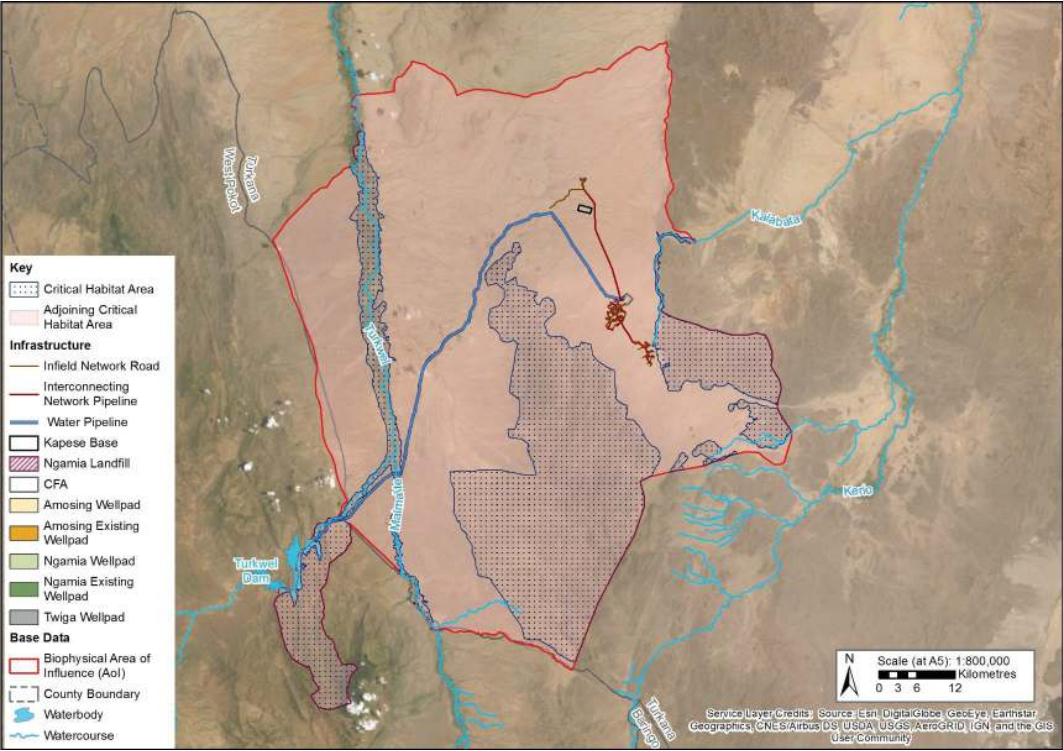 Turkana
West Pokot
Kalabata
Turkwel
Malmalte
Kerio
Turkwel
Dam
Turkana
Baringo
Key
Critical Habitat Area
Adjoining Critical
Habitat Area
Infrastructure
Infield Network Road
Interconnecting
Network Pipeline
Water Pipeline
Kapese Base
Ngamia Landfill
CFA
Amosing Wellpad
Amosing Existing
Wellpad
Ngamia Wellpad
Ngamia Existing
Wellpad
Twiga Wellpad
Base Data
Biophysical Area of
Influence (AoI)
County Boundary
Waterbody
Watercourse
N
Scale (at A5): 1:800,000
Kilometres
0 3 6 12
Service Layer Credits: Source: Esri, DigitalGlobe, GeoEye, Earthstar
Geographics, CNES/Airbus DS, USDA, USGS, AeroGRID, IGN, and the GIS
User Community